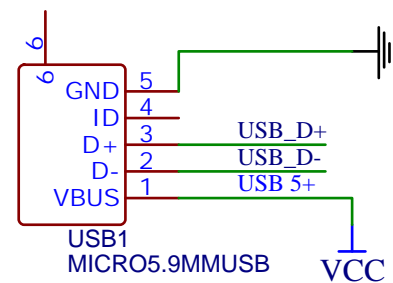 6
6
GND 5
ID 4
D+ 3 USB_D+
D- 2 USB_D-
VBUS 1 USB 5+
USB1
MICRO5.9MMUSB
VCC